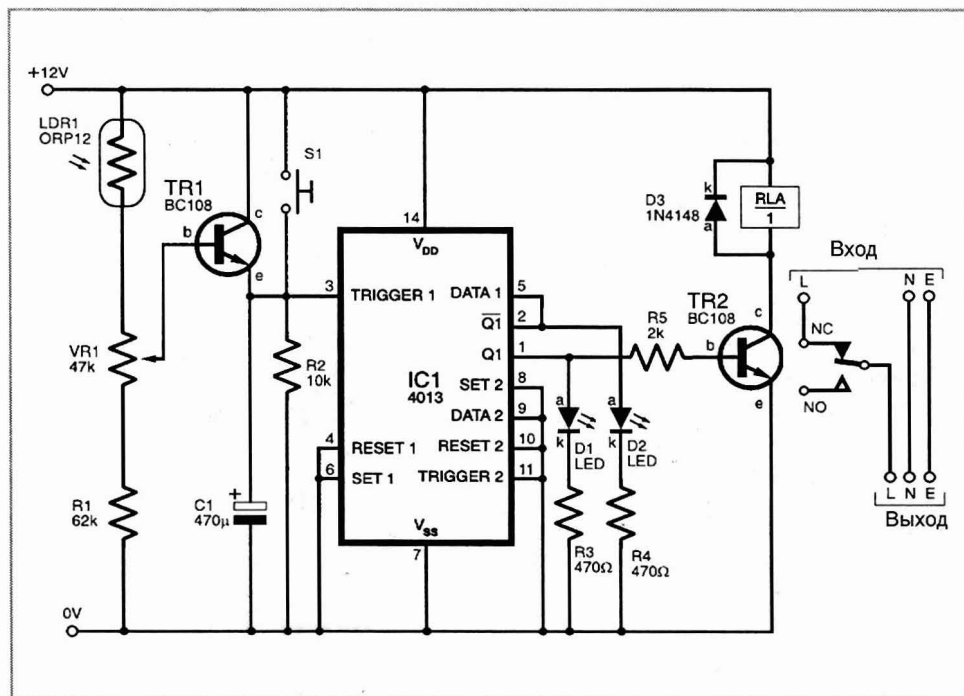 +12V
LDR1
ORP12
TR1
BC108
b
c
e
S1
VR1
47k
R1
62k
C1
470µ
+
R2
10k
14
V_DD
3 TRIGGER 1
DATA 1 5
Q1 2
Q1 1
IC1
4013
SET 2 8
DATA 2 9
4 RESET 1
RESET 2 10
6 SET 1
TRIGGER 2 11
V_SS
7
R5
2k
a
k
D1
LED
a
k
D2
LED
R3
470Ω
R4
470Ω
D3
1N4148
k
a
RLA
1
TR2
BC108
b
c
e
Вход
L N E
NC
NO
L N E
Выход
0V